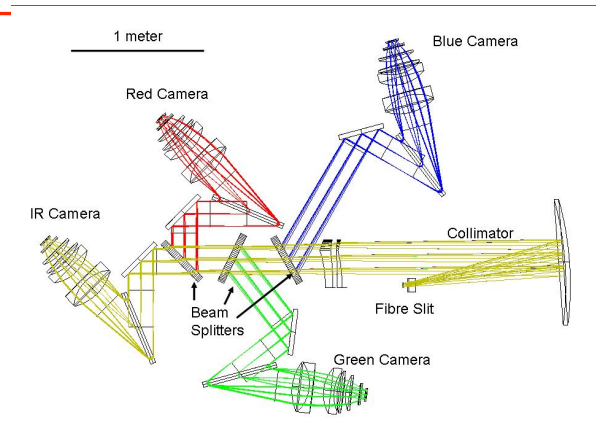 1 meter
Blue Camera
Red Camera
IR Camera
Collimator
Beam
Splitters
Fibre Slit
Green Camera